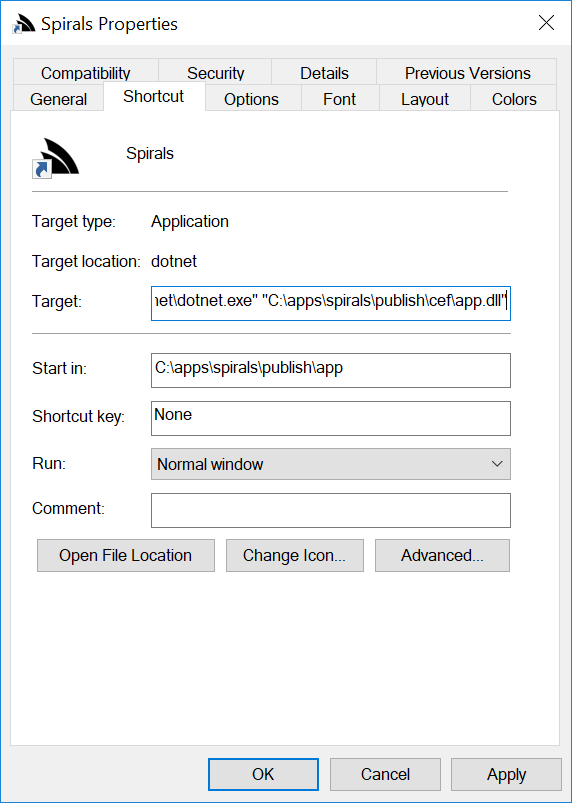 Spirals Properties
Compatibility Security Details Previous Versions
General Shortcut Options Font Layout Colors
Spirals
Target type: Application
Target location: dotnet
Target: net\dotnet.exe" "C:\apps\spirals\publish\cef\app.dll"
Start in: C:\apps\spirals\publish\app
Shortcut key: None
Run: Normal window
Comment:
Open File Location Change Icon... Advanced...
OK Cancel Apply